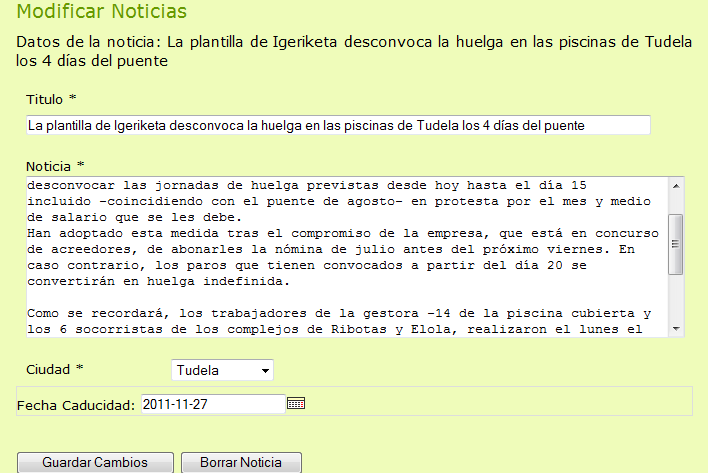 Modificar Noticias
Datos de la noticia: La plantilla de Igeriketa desconvoca la huelga en las piscinas de Tudela
los 4 días del puente
Titulo *
La plantilla de Igeriketa desconvoca la huelga en las piscinas de Tudela los 4 días del puente
Noticia *
desconvocar las jornadas de huelga previstas desde hoy hasta el día 15
incluido -coincidiendo con el puente de agosto- en protesta por el mes y medio
de salario que se les debe.
Han adoptado esta medida tras el compromiso de la empresa, que está en concurso
de acreedores, de abonarles la nómina de julio antes del próximo viernes. En
caso contrario, los paros que tienen convocados a partir del día 20 se
convertirán en huelga indefinida.
Como se recordará, los trabajadores de la gestora -14 de la piscina cubierta y
los 6 socorristas de los complejos de Ribotas y Elola, realizaron el lunes el
Ciudad *
Tudela
Fecha Caducidad: 2011-11-27
Guardar Cambios
Borrar Noticia